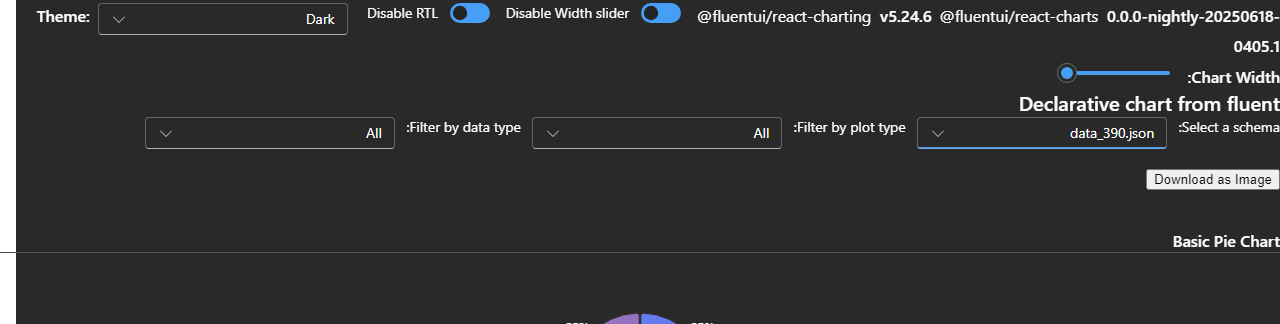 Theme: Dark Disable RTL Disable Width slider @fluentui/react-charting v5.24.6 @fluentui/react-charts 0.0.0-nightly-20250618-
0405.1
:Chart Width
Declarative chart from fluent
:Select a schema data_390.json :Filter by plot type All :Filter by data type All
Download as Image
Basic Pie Chart